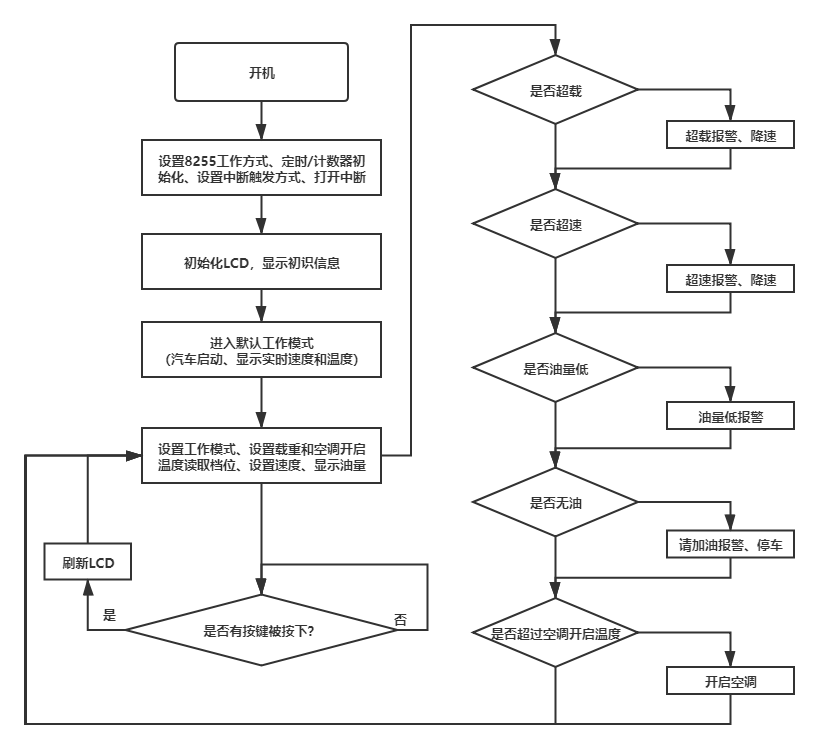 开机
设置8255工作方式、定时/计数器初
始化、设置中断触发方式、打开中断
初始化LCD，显示初识信息
进入默认工作模式
（汽车启动、显示实时速度和温度）
设置工作模式、设置载重和空调开启
温度读取档位、设置速度、显示油量
刷新LCD
是
是否有按键被按下?
否
是否超载
超载报警、降速
是否超速
超速报警、降速
是否油量低
油量低报警
是否无油
请加油报警、停车
是否超过空调开启温度
开启空调